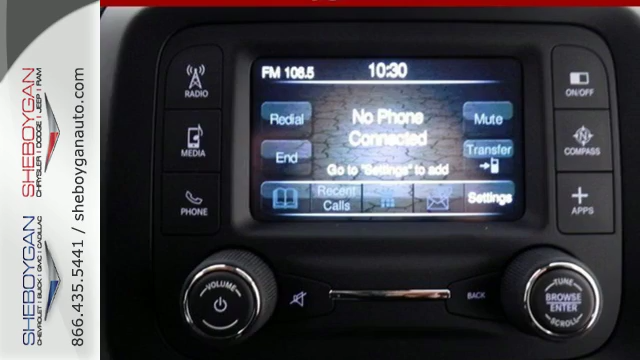 SHEBOYGAN
CHRYSLER | DODGE | JEEP | RAM
SHEBOYGAN
CHEVROLET | BUICK | GMC | CADILLAC
866.435.5441 / sheboyganauto.com
RADIO
MEDIA
PHONE
FM 106.5
10:30
Redial
No Phone
Connected
Mute
End
Transfer
Go to "Settings" to add
Recent
Calls
Settings
ON/OFF
COMPASS
APPS
VOLUME
BACK
TUNE
BROWSE
ENTER
SCROLL